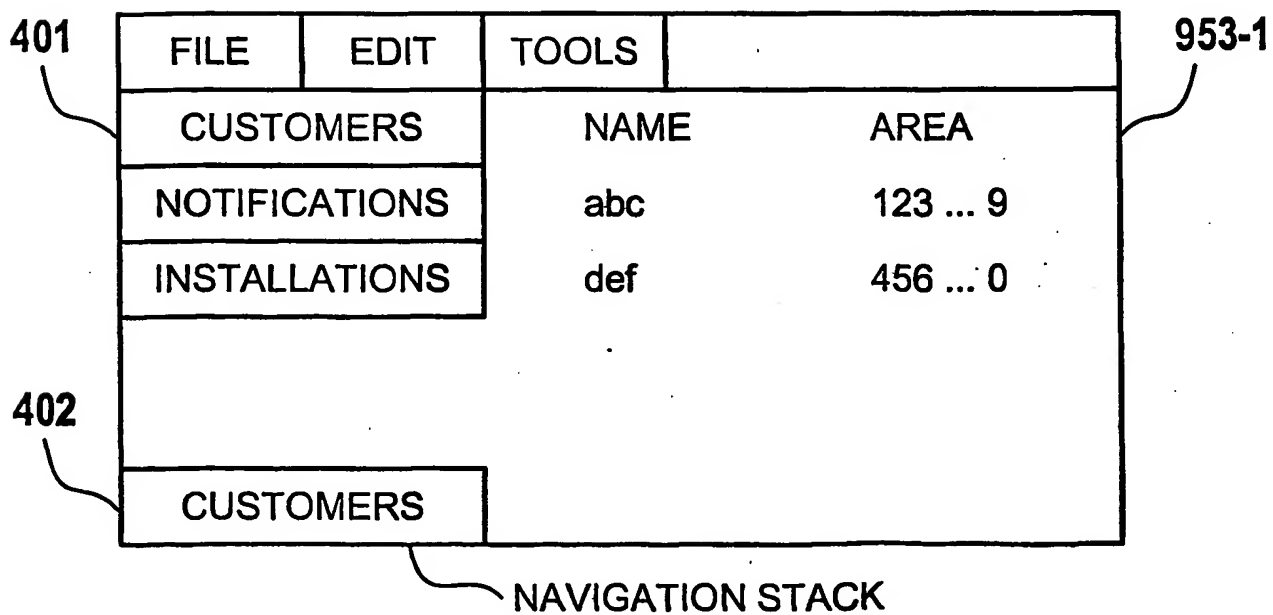 401 FILE EDIT TOOLS 953-1
CUSTOMERS NAME AREA
NOTIFICATIONS abc 123 ... 9
INSTALLATIONS def 456 ... 0
402
CUSTOMERS
NAVIGATION STACK